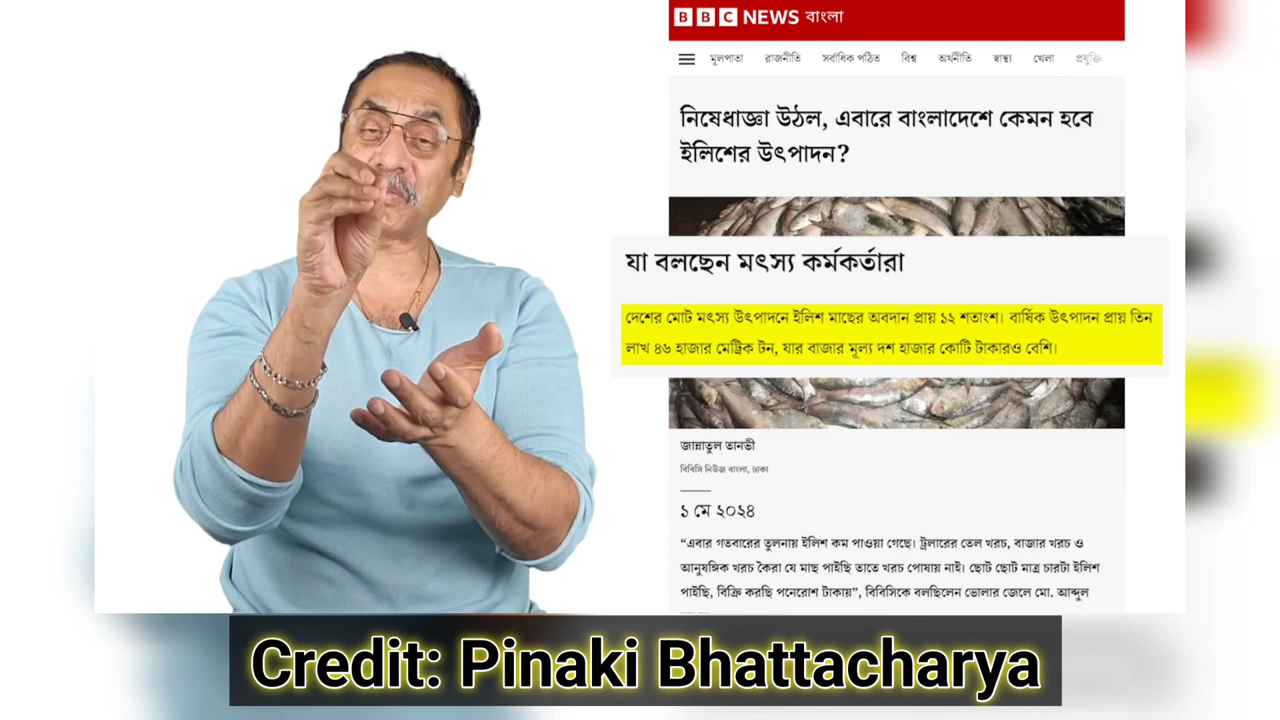 BBC NEWS বাংলা
মূলপাতা রাজনীতি সর্বাধিক পঠিত বিশ্ব অর্থনীতি স্বাস্থ্য খেলা প্রযুক্তি
নিষেধাজ্ঞা উঠল, এবারে বাংলাদেশে কেমন হবে
ইলিশের উৎপাদন?
যা বলছেন মৎস্য কর্মকর্তারা
দেশের মোট মৎস্য উৎপাদনে ইলিশ মাছের অবদান প্রায় ১২ শতাংশ। বার্ষিক উৎপাদন প্রায় তিন
লাখ ৪৬ হাজার মেট্রিক টন, যার বাজার মূল্য দশ হাজার কোটি টাকারও বেশি।
জান্নাতুল তানভী
বিবিসি নিউজ বাংলা, ঢাকা
১ মে ২০২৪
“এবার গতবারের তুলনায় ইলিশ কম পাওয়া গেছে। ট্রলারের তেল খরচ, বাজার খরচ ও
আনুষঙ্গিক খরচ কৈরা যে মাছ পাইছি তাতে খরচ পোষায় নাই। ছোট ছোট মাত্র চারটা ইলিশ
পাইছি, বিক্রি করছি পনেরোশ টাকায়”, বিবিসিকে বলছিলেন ভোলার জেলে মো. আব্দুল
Credit: Pinaki Bhattacharya